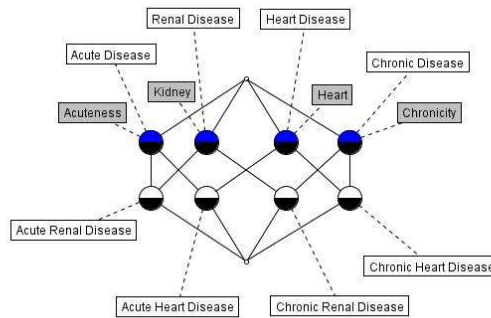 Renal Disease
Heart Disease
Acute Disease
Chronic Disease
Kidney
Heart
Acuteness
Chronicity
Acute Renal Disease
Chronic Heart Disease
Acute Heart Disease
Chronic Renal Disease